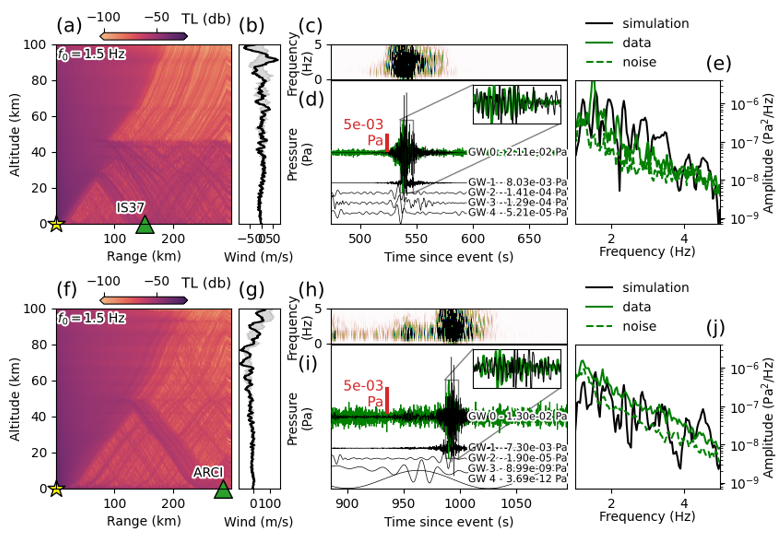 (a)
−100 −50 TL (db)
f0 = 1.5 Hz
Altitude (km)
100
80
60
40
20
0
IS37
100 200
Range (km)
(b)
−50 0 50
Wind (m/s)
(c)
Frequency
(Hz)
5
0
(d)
5e-03
Pa
Pressure
(Pa)
GW 0 - 2.11e-02 Pa
GW 1 - 8.03e-03 Pa
GW 2 - 1.41e-04 Pa
GW 3 - 1.29e-04 Pa
GW 4 - 5.21e-05 Pa
500 550 600 650
Time since event (s)
simulation
data
noise
(e)
10−6
10−7
10−8
10−9
Amplitude (Pa2/Hz)
2 4
Frequency (Hz)
(f)
−100 −50 TL (db)
f0 = 1.5 Hz
Altitude (km)
100
80
60
40
20
0
ARCI
100 200
Range (km)
(g)
0 100
Wind (m/s)
(h)
Frequency
(Hz)
5
0
(i)
5e-03
Pa
Pressure
(Pa)
GW 0 - 1.30e-02 Pa
GW 1 - 7.30e-03 Pa
GW 2 - 1.90e-05 Pa
GW 3 - 8.99e-09 Pa
GW 4 - 3.69e-12 Pa
900 950 1000 1050
Time since event (s)
simulation
data
noise
(j)
10−6
10−7
10−8
10−9
Amplitude (Pa2/Hz)
2 4
Frequency (Hz)